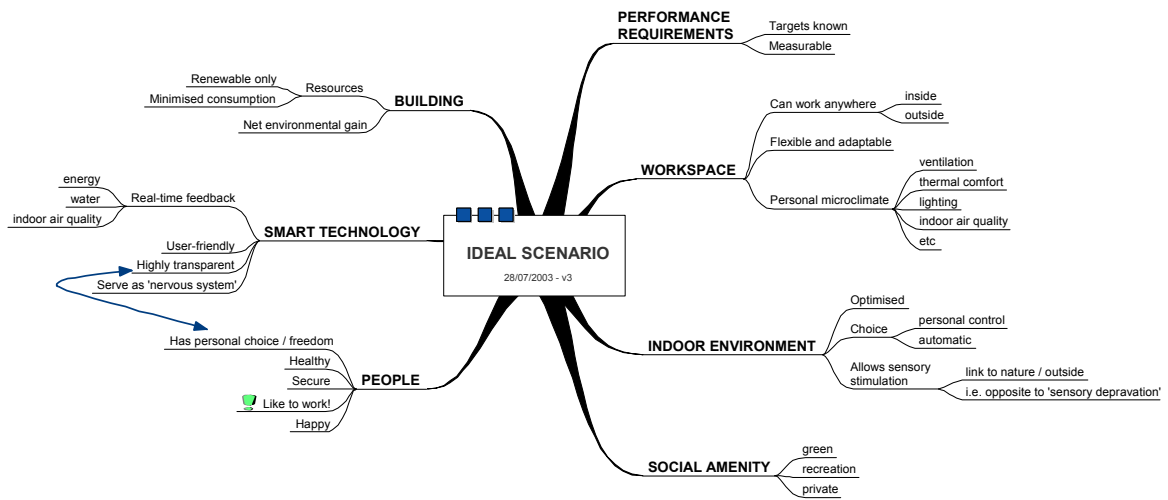 IDEAL SCENARIO
28/07/2003 - v3
PERFORMANCE
REQUIREMENTS
Targets known
Measurable
WORKSPACE
Can work anywhere
inside
outside
Flexible and adaptable
Personal microclimate
ventilation
thermal comfort
lighting
indoor air quality
etc
INDOOR ENVIRONMENT
Optimised
Choice
personal control
automatic
Allows sensory
stimulation
link to nature / outside
i.e. opposite to 'sensory depravation'
SOCIAL AMENITY
green
recreation
private
PEOPLE
Has personal choice / freedom
Healthy
Secure
Like to work!
Happy
SMART TECHNOLOGY
Real-time feedback
energy
water
indoor air quality
User-friendly
Highly transparent
Serve as 'nervous system'
BUILDING
Resources
Renewable only
Minimised consumption
Net environmental gain